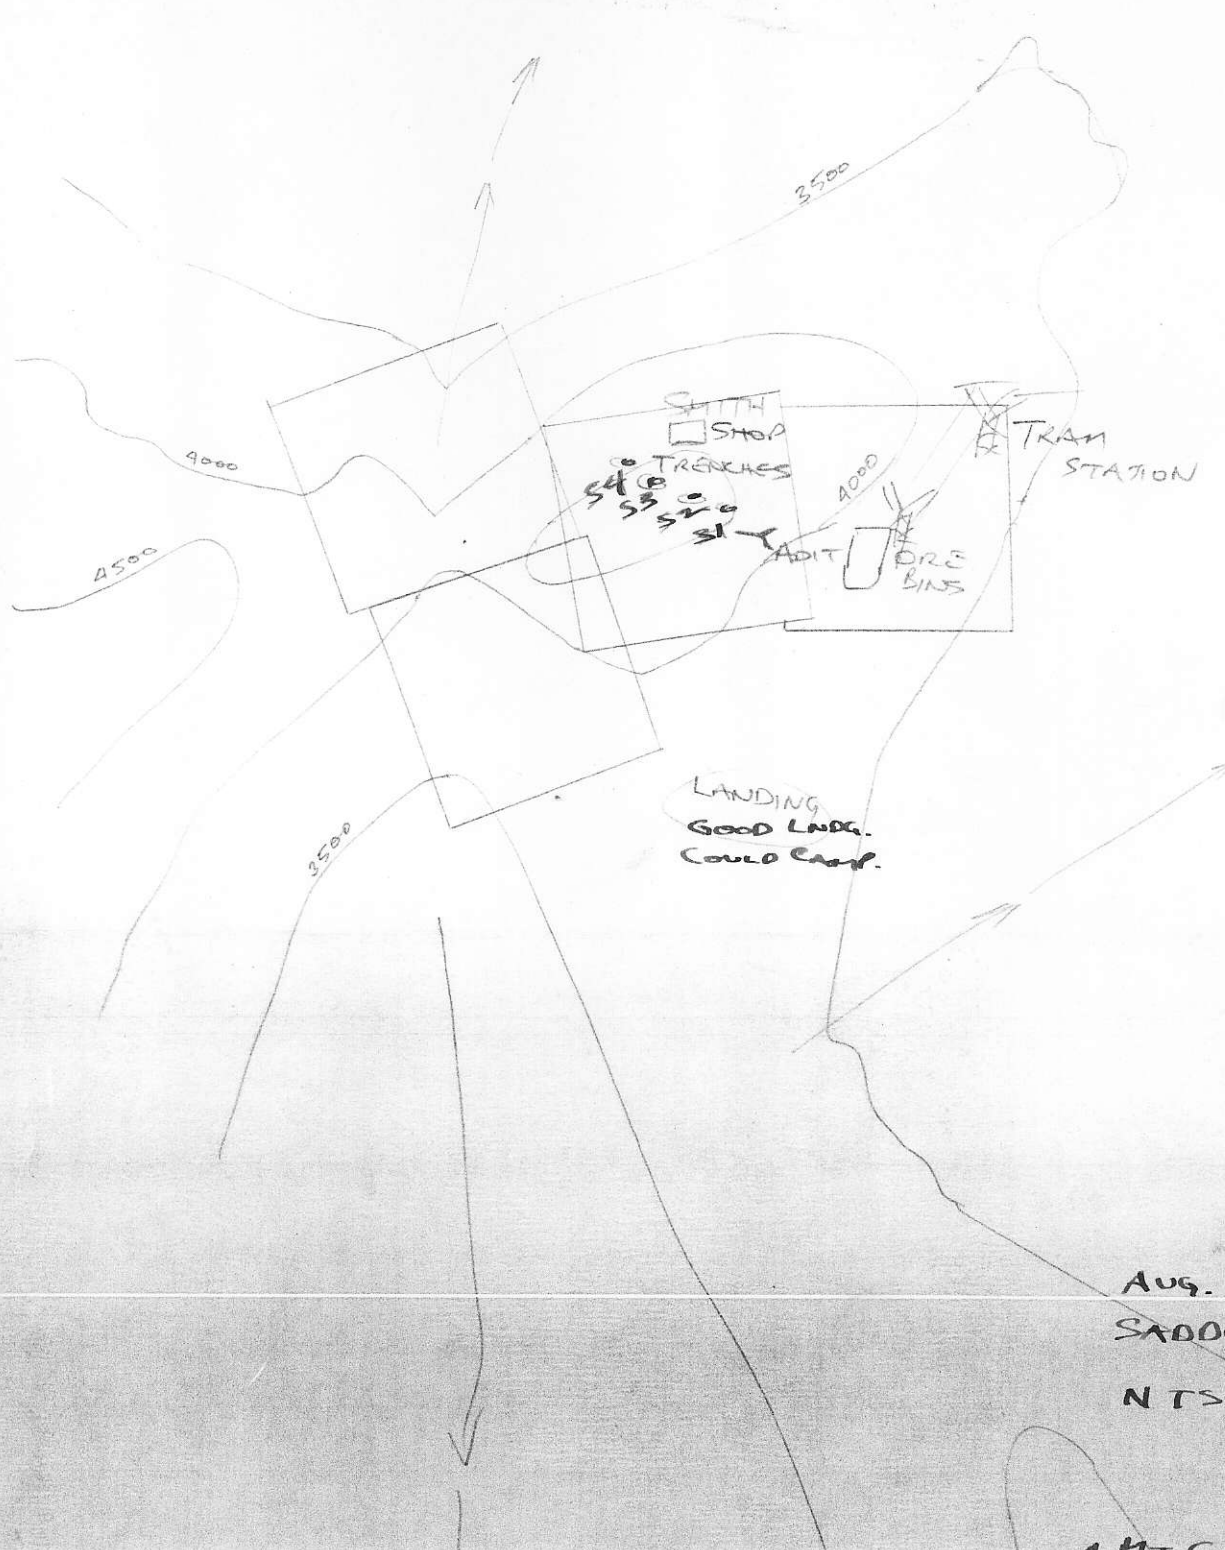 3500
SMITH
SHOP
TRENCHES
S4
S3
S2
S1
4000
4500
4000
TRAM
STATION
ADIT
ORE
BINS
3500
LANDING
GOOD LNDG.
COULD CAMP.
AUG.
NTS